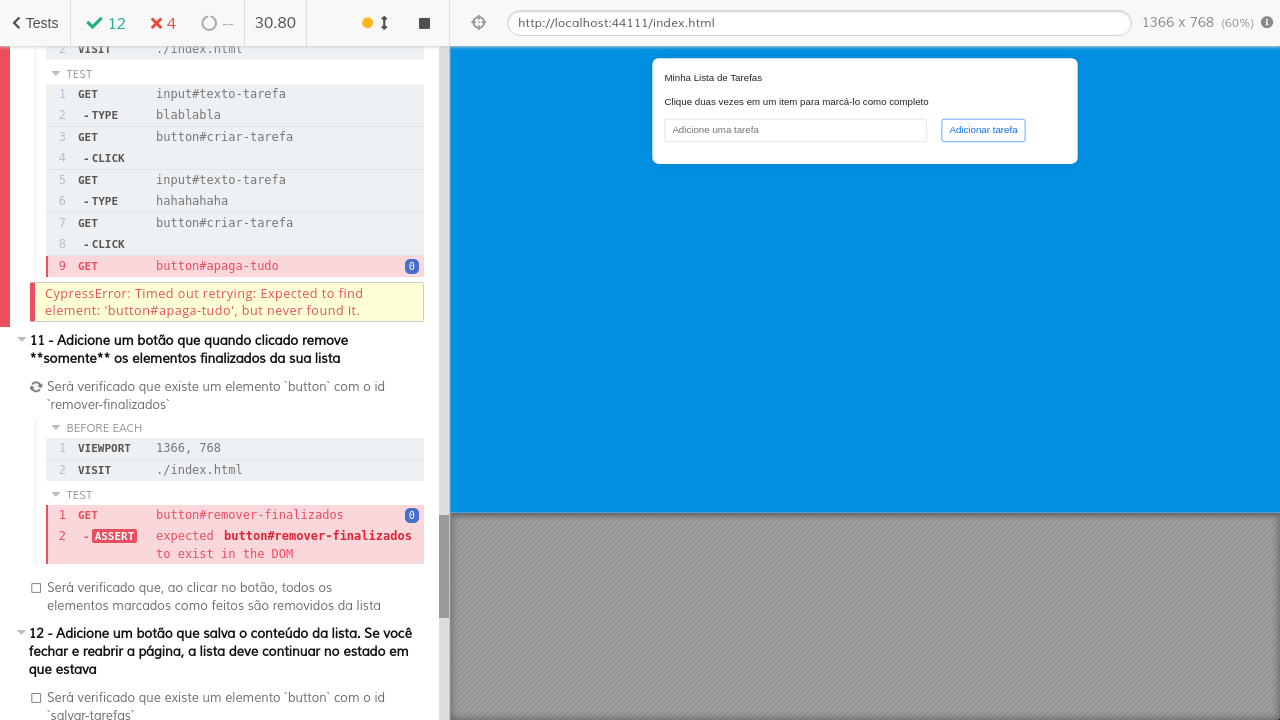 Tests 12 4 -- 30.80 http://localhost:44111/index.html 1366 x 768 (60%)
2 VISIT ./index.html
TEST
1 GET input#texto-tarefa
2 -TYPE blablabla
3 GET button#criar-tarefa
4 -CLICK
5 GET input#texto-tarefa
6 -TYPE hahahahaha
7 GET button#criar-tarefa
8 -CLICK
9 GET button#apaga-tudo 0
CypressError: Timed out retrying: Expected to find
element: 'button#apaga-tudo', but never found it.
11 - Adicione um botão que quando clicado remove
**somente** os elementos finalizados da sua lista
Será verificado que existe um elemento `button` com o id
`remover-finalizados`
BEFORE EACH
1 VIEWPORT 1366, 768
2 VISIT ./index.html
TEST
1 GET button#remover-finalizados 0
2 -ASSERT expected button#remover-finalizados
to exist in the DOM
Será verificado que, ao clicar no botão, todos os
elementos marcados como feitos são removidos da lista
12 - Adicione um botão que salva o conteúdo da lista. Se você
fechar e reabrir a página, a lista deve continuar no estado em
que estava
Será verificado que existe um elemento `button` com o id
`salvar-tarefas`
Minha Lista de Tarefas
Clique duas vezes em um item para marcá-lo como completo
Adicione uma tarefa Adicionar tarefa